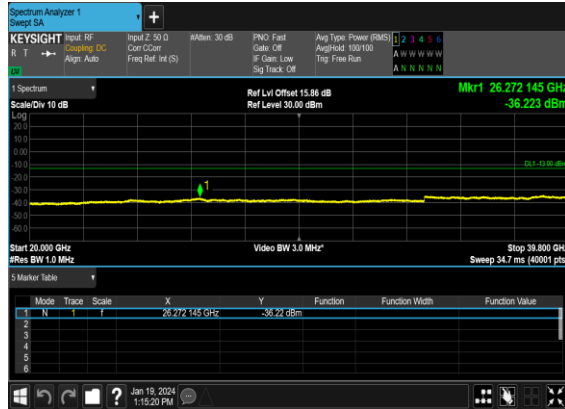 Spectrum Analyzer 1
Swept SA
+
KEYSIGHT Input: RF Input Z: 50 Ω #Atten: 30 dB PNO: Fast Avg Type: Power (RMS) 1 2 3 4 5 6
R T Coupling: DC Corr CCorr Gate: Off Avg|Hold: 100/100 A W W W W W
Align: Auto Freq Ref: Int (S) IF Gain: Low Trig: Free Run
Sig Track: Off A N N N N N
1 Spectrum
Ref Lvl Offset 15.86 dB Mkr1 26.272 145 GHz
Scale/Div 10 dB Ref Level 30.00 dBm -36.223 dBm
Log
20.0
10.0
0.00
-10.0 DL1 -13.00 dBm
-20.0
-30.0 1
-40.0
-50.0
-60.0
Start 20.000 GHz Video BW 3.0 MHz* Stop 39.800 GHz
#Res BW 1.0 MHz Sweep 34.7 ms (40001 pts)
5 Marker Table
Mode Trace Scale X Y Function Function Width Function Value
1 N 1 f 26.272 145 GHz -36.22 dBm
2
3
4
5
6
? Jan 19, 2024
1:15:20 PM